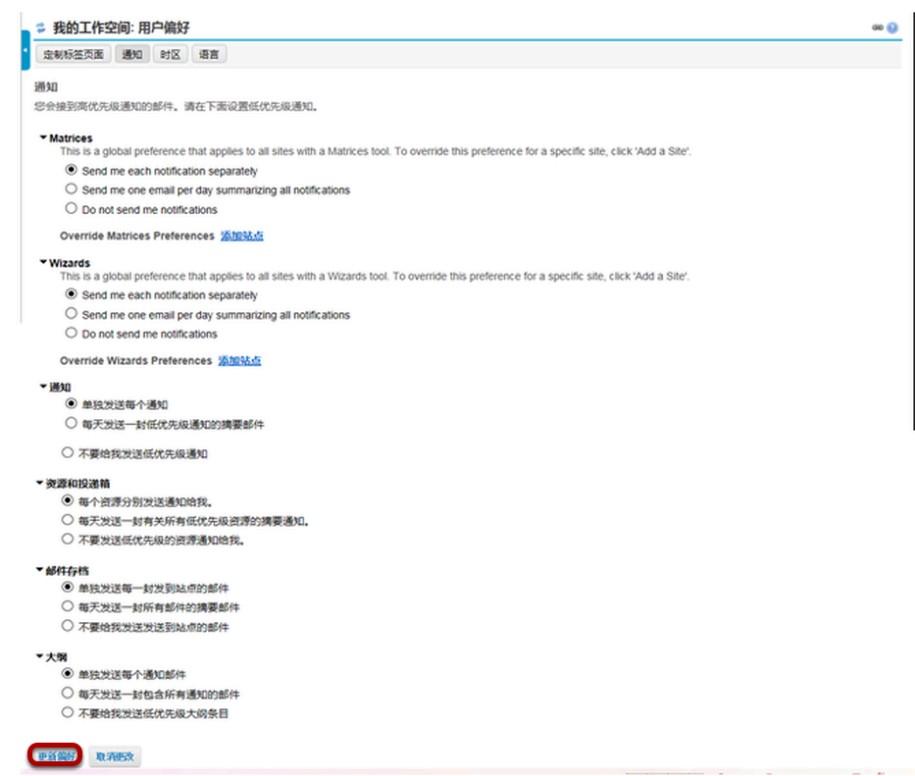 我的工作空间: 用户偏好
定制标签页面 通知 时区 语言
通知
您会接到高优先级通知的邮件。请在下面设置低优先级通知。
Matrices
This is a global preference that applies to all sites with a Matrices tool. To override this preference for a specific site, click 'Add a Site'.
Send me each notification separately
Send me one email per day summarizing all notifications
Do not send me notifications
Override Matrices Preferences 添加站点
Wizards
This is a global preference that applies to all sites with a Wizards tool. To override this preference for a specific site, click 'Add a Site'.
Send me each notification separately
Send me one email per day summarizing all notifications
Do not send me notifications
Override Wizards Preferences 添加站点
通知
单独发送每个通知
每天发送一封低优先级通知的摘要邮件
不要给我发送低优先级通知
资源和投递箱
每个资源分别发送通知给我。
每天发送一封有关所有低优先级资源的摘要通知。
不要发送低优先级的资源通知给我。
邮件存档
单独发送每一封发到站点的邮件
每天发送一封所有邮件的摘要邮件
不要给我发送发送到站点的邮件
大纲
单独发送每个通知邮件
每天发送一封包含所有通知的邮件
不要给我发送低优先级大纲条目
更新偏好 取消更改